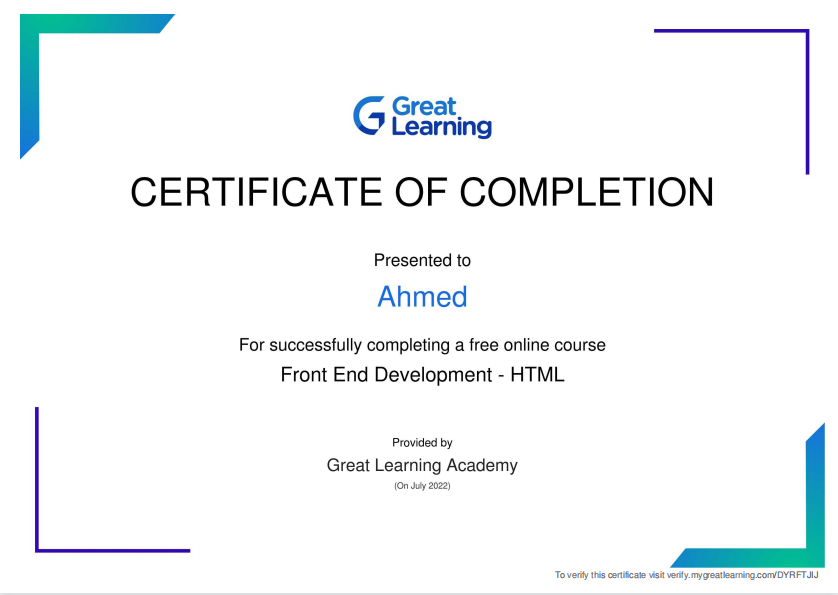 Great
Learning
CERTIFICATE OF COMPLETION
Presented to
Ahmed
For successfully completing a free online course
Front End Development - HTML
Provided by
Great Learning Academy
(On July 2022)
To verify this certificate visit verify.mygreatlearning.com/DYRFTJIJ